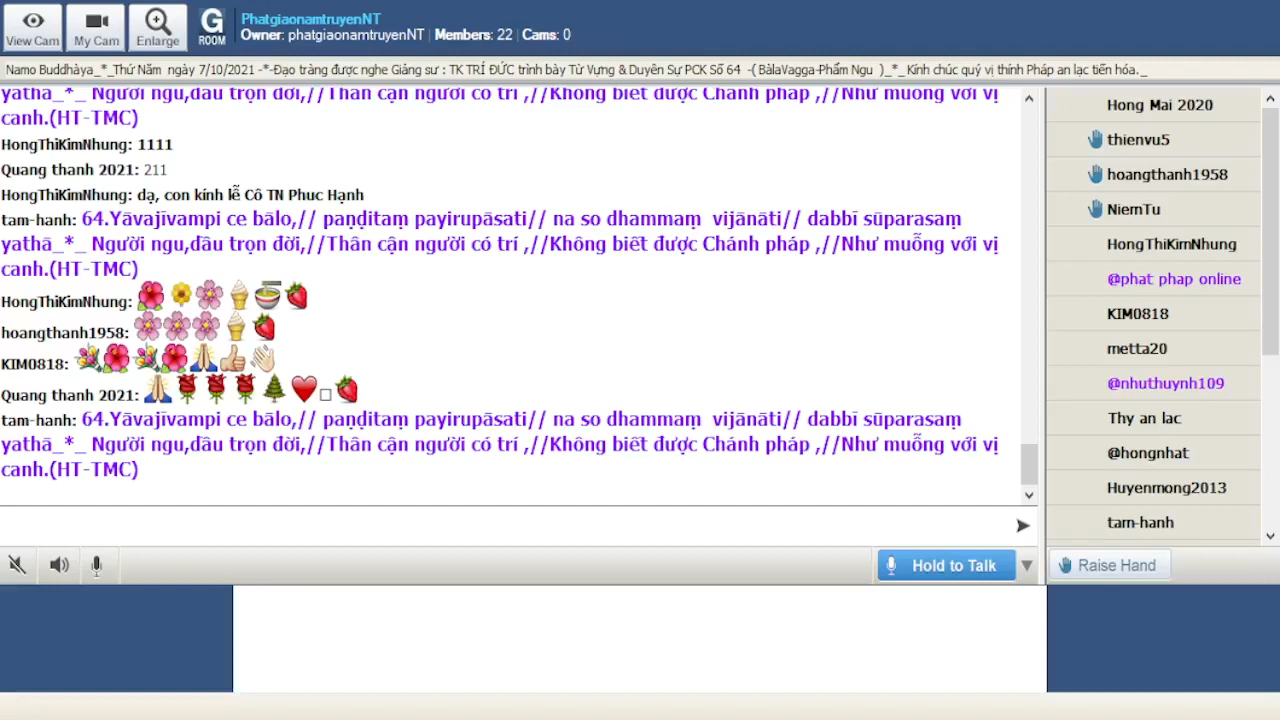 View Cam
My Cam
Enlarge
G
ROOM
PhatgiaonamtruyenNT
Owner: phatgiaonamtruyenNT | Members: 22 | Cams: 0
Namo Buddhàya_*_Thứ Năm ngày 7/10/2021 -*-Đạo tràng được nghe Giảng sư : TK TRÍ ĐỨC trình bày Từ Vựng & Duyên Sự PCK Số 64 -( BàlaVagga-Phẩm Ngu )_*_ Kính chúc quý vị thính Pháp an lạc tiến hóa._
yathā_*_ Người ngu,dầu trọn đời,//Thân cận người có trí ,//Không biết được Chánh pháp ,//Như muỗng với vị
canh.(HT-TMC)
HongThiKimNhung: 1111
Quang thanh 2021: 211
HongThiKimNhung: dạ, con kính lễ Cô TN Phuc Hạnh
tam-hanh: 64.Yāvajīvampi ce bālo,// paṇḍitaṃ payirupāsati// na so dhammaṃ vijānāti// dabbī sūparasaṃ
yathā_*_ Người ngu,dầu trọn đời,//Thân cận người có trí ,//Không biết được Chánh pháp ,//Như muỗng với vị
canh.(HT-TMC)
HongThiKimNhung:
hoangthanh1958:
KIM0818:
Quang thanh 2021:
tam-hanh: 64.Yāvajīvampi ce bālo,// paṇḍitaṃ payirupāsati// na so dhammaṃ vijānāti// dabbī sūparasaṃ
yathā_*_ Người ngu,dầu trọn đời,//Thân cận người có trí ,//Không biết được Chánh pháp ,//Như muỗng với vị
canh.(HT-TMC)
Hong Mai 2020
thienvu5
hoangthanh1958
NiemTu
HongThiKimNhung
@phat phap online
KIM0818
metta20
@nhuthuynh109
Thy an lac
@hongnhat
Huyenmong2013
tam-hanh
Hold to Talk
Raise Hand